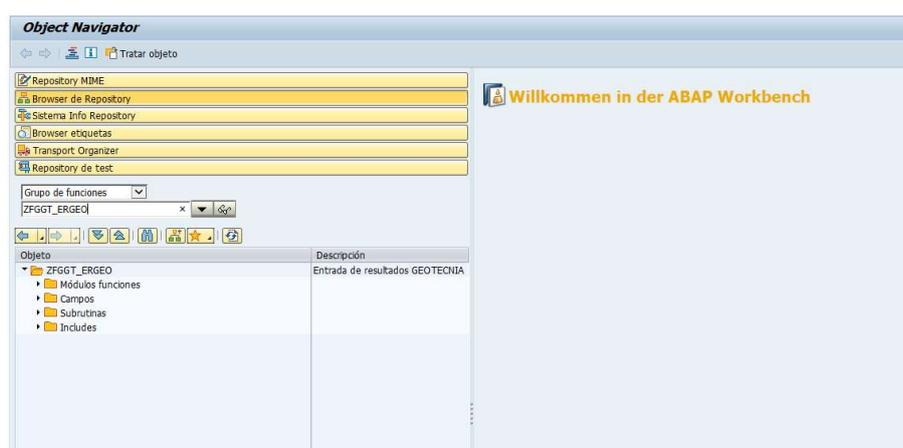 Object Navigator
Tratar objeto
Repository MIME
Browser de Repository
Sistema Info Repository
Browser etiquetas
Transport Organizer
Repository de test
Grupo de funciones
ZFGGT_ERGEO
Objeto Descripción
ZFGGT_ERGEO Entrada de resultados GEOTECNIA
Módulos funciones
Campos
Subrutinas
Includes
Willkommen in der ABAP Workbench